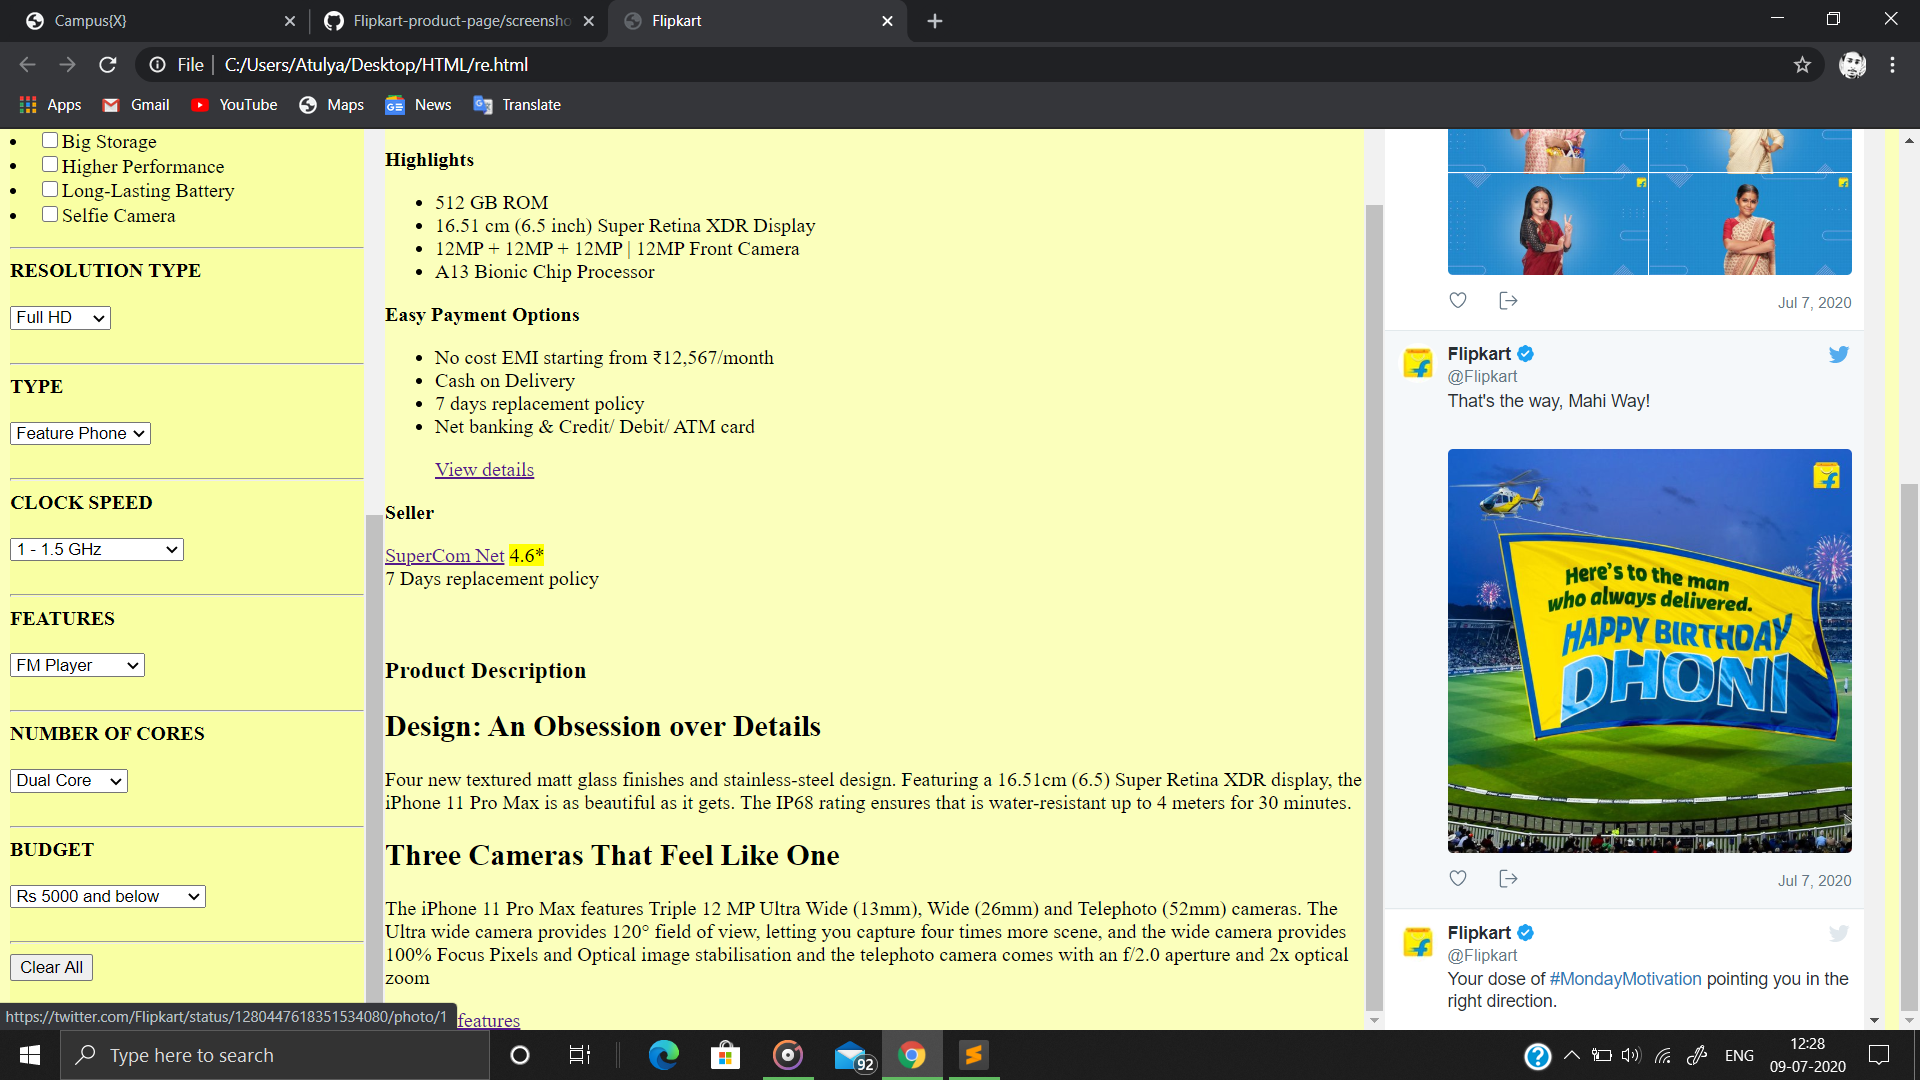 Campus{X}
Flipkart-product-page/screensho
Flipkart
File
C:/Users/Atulya/Desktop/HTML/re.html
Apps
Gmail
YouTube
Maps
News
Translate
Big Storage
Higher Performance
Long-Lasting Battery
Selfie Camera
RESOLUTION TYPE
Full HD
TYPE
Feature Phone
CLOCK SPEED
1 - 1.5 GHz
FEATURES
FM Player
NUMBER OF CORES
Dual Core
BUDGET
Rs 5000 and below
Clear All
https://twitter.com/Flipkart/status/1280447618351534080/photo/1
Highlights
512 GB ROM
16.51 cm (6.5 inch) Super Retina XDR Display
12MP + 12MP + 12MP | 12MP Front Camera
A13 Bionic Chip Processor
Easy Payment Options
No cost EMI starting from ₹12,567/month
Cash on Delivery
7 days replacement policy
Net banking & Credit/ Debit/ ATM card
View details
Seller
SuperCom Net 4.6*
7 Days replacement policy
Product Description
Design: An Obsession over Details
Four new textured matt glass finishes and stainless-steel design. Featuring a 16.51cm (6.5) Super Retina XDR display, the
iPhone 11 Pro Max is as beautiful as it gets. The IP68 rating ensures that is water-resistant up to 4 meters for 30 minutes.
Three Cameras That Feel Like One
The iPhone 11 Pro Max features Triple 12 MP Ultra Wide (13mm), Wide (26mm) and Telephoto (52mm) cameras. The
Ultra wide camera provides 120° field of view, letting you capture four times more scene, and the wide camera provides
100% Focus Pixels and Optical image stabilisation and the telephoto camera comes with an f/2.0 aperture and 2x optical
zoom
features
Jul 7, 2020
Flipkart
@Flipkart
That's the way, Mahi Way!
Here's to the man
who always delivered.
HAPPY BIRTHDAY
DHONI
Jul 7, 2020
Flipkart
@Flipkart
Your dose of #MondayMotivation pointing you in the
right direction.
Type here to search
92
ENG
12:28
09-07-2020